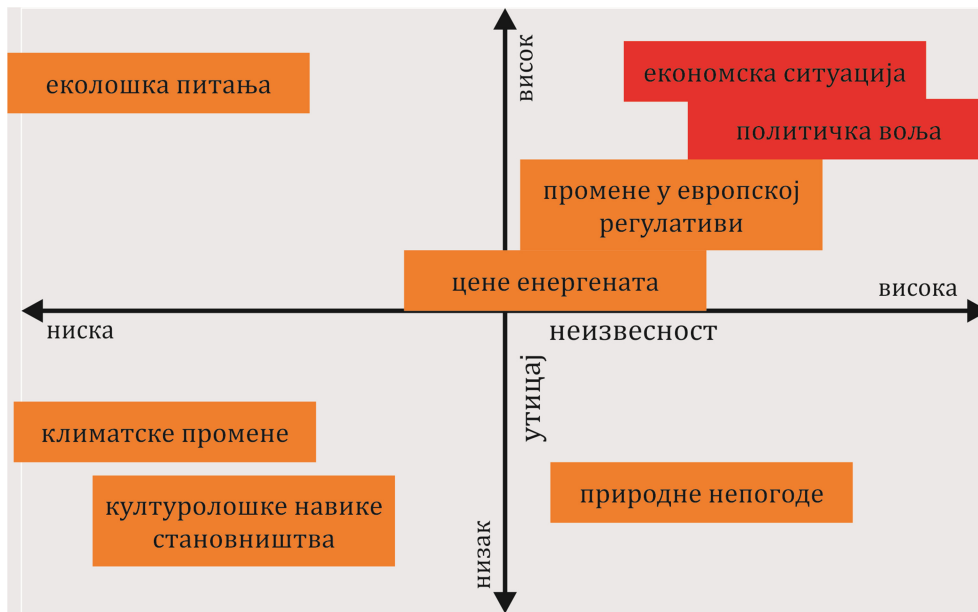 висок
еколошка питања
економска ситуација
политичка воља
промене у европској
регулативи
цене енергената
висока
ниска
неизвесност
утицај
климатске промене
културолошке навике
становништва
природне непогоде
низак